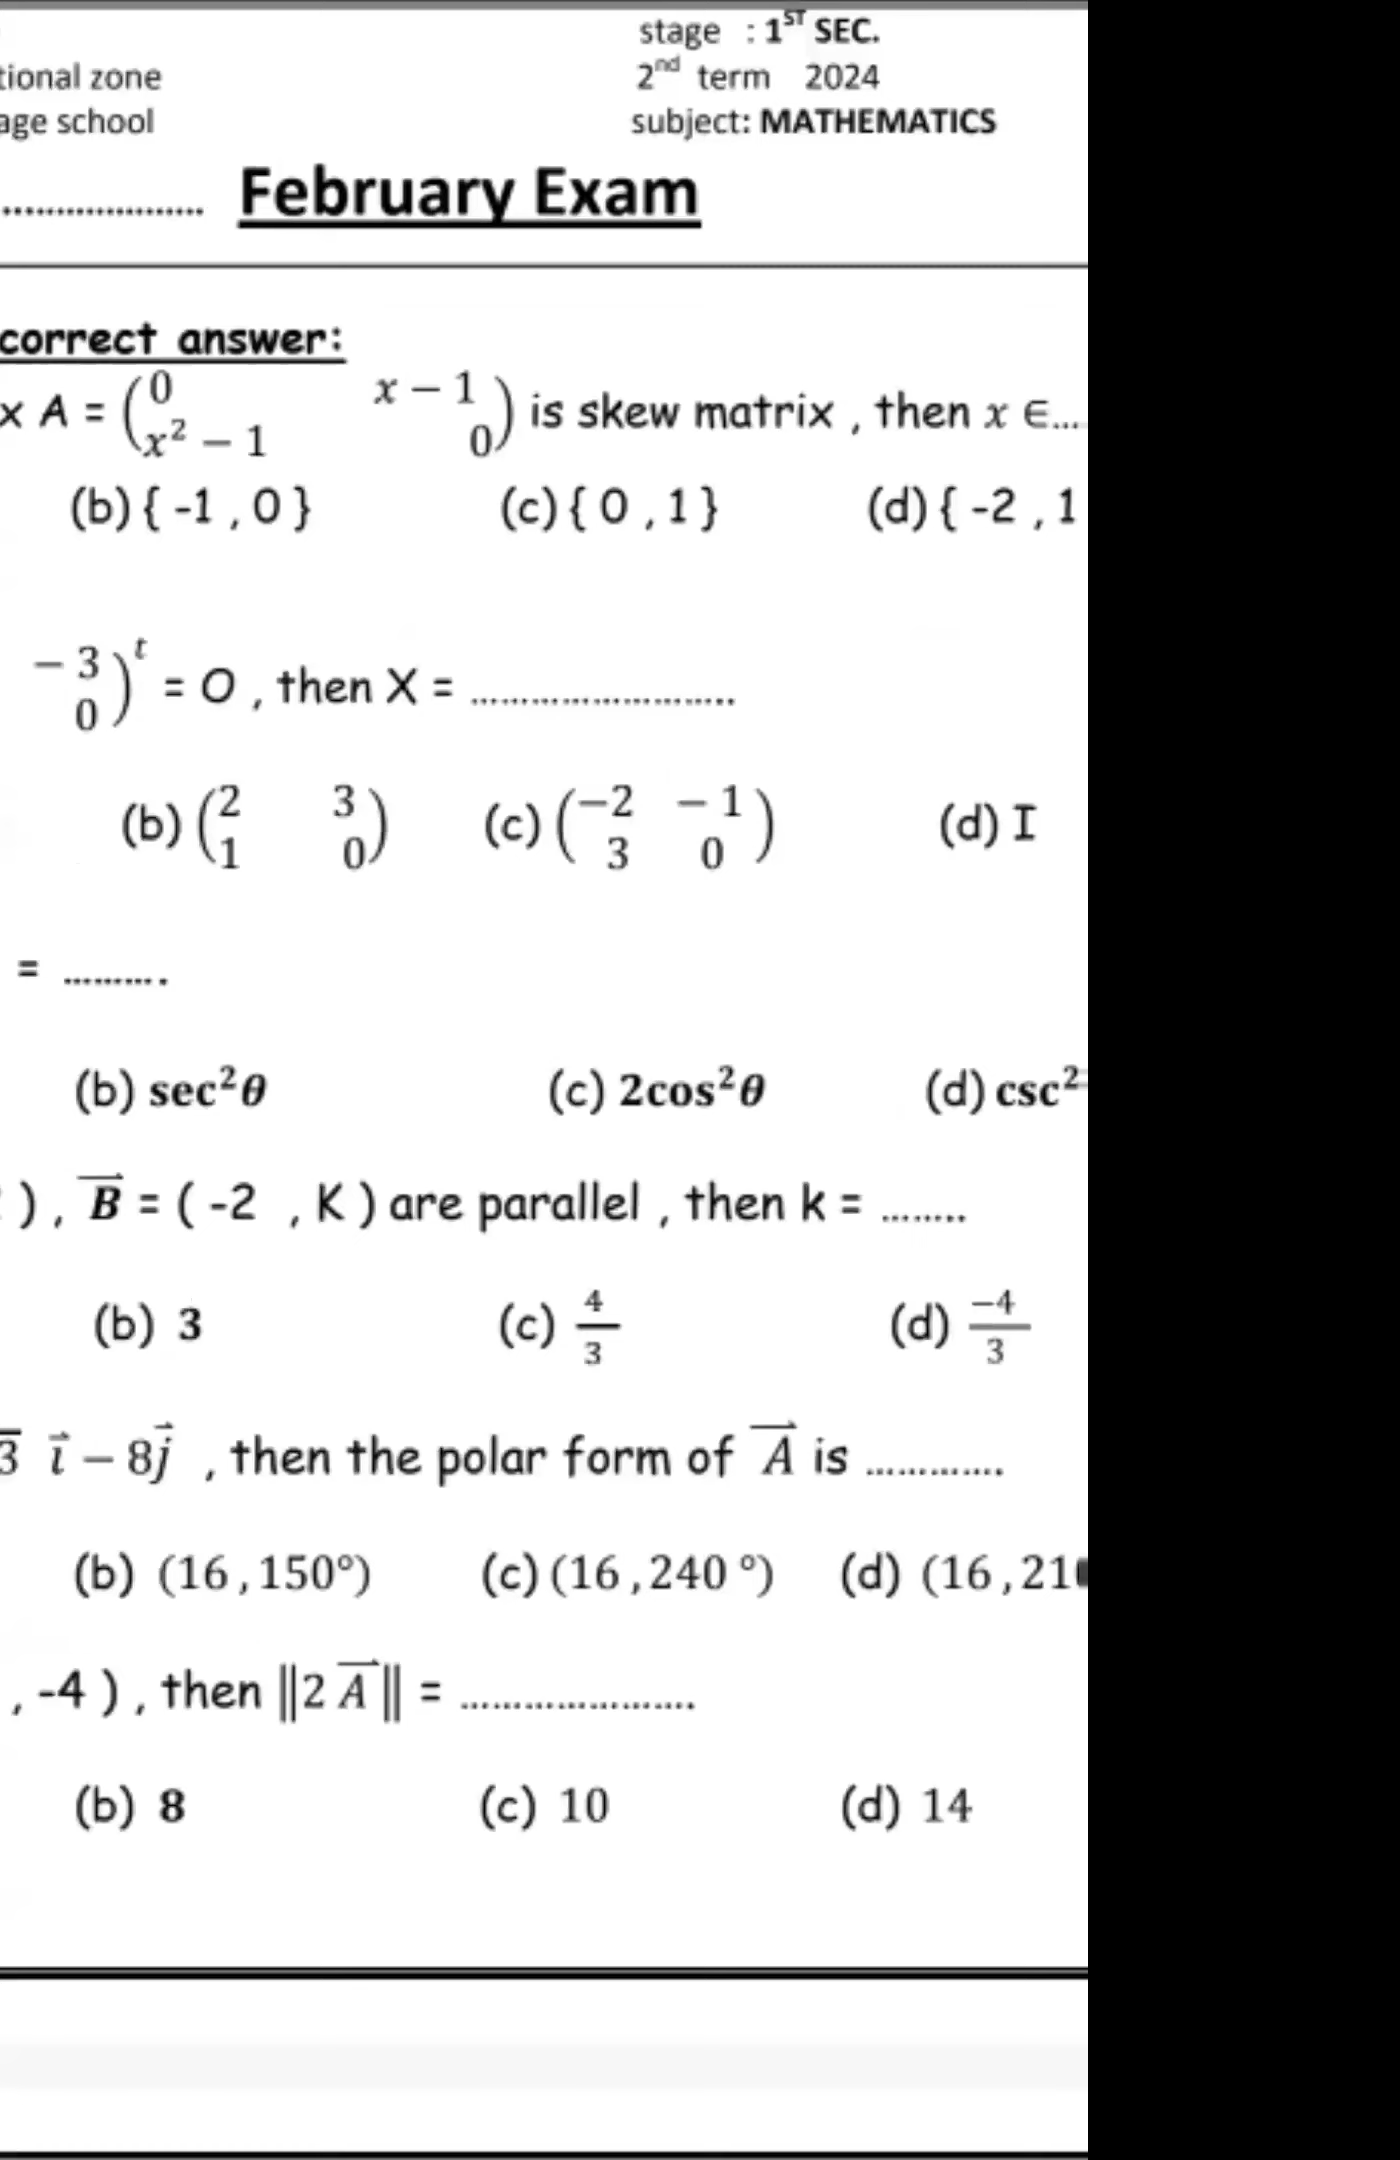 stage : 1ST SEC.
tional zone 2nd term 2024
age school subject: MATHEMATICS
.................... February Exam
correct answer:
x A = (0 x − 1
x² − 1 0) is skew matrix , then x ∈...
(b) { -1 , 0 } (c) { 0 , 1 } (d) { -2 , 1
− 3
0)ᵗ = O , then X = ..........................
(b) (2 3
1 0) (c) (−2 − 1
3 0) (d) I
= ..........
(b) sec²θ (c) 2cos²θ (d) csc²
) , B = ( -2 , K ) are parallel , then k = ........
(b) 3 (c) 4/3 (d) −4/3
3 i − 8j , then the polar form of A is .............
(b) (16 , 150°) (c) (16 , 240 °) (d) (16 , 21
, -4 ) , then ||2 A|| = .......................
(b) 8 (c) 10 (d) 14